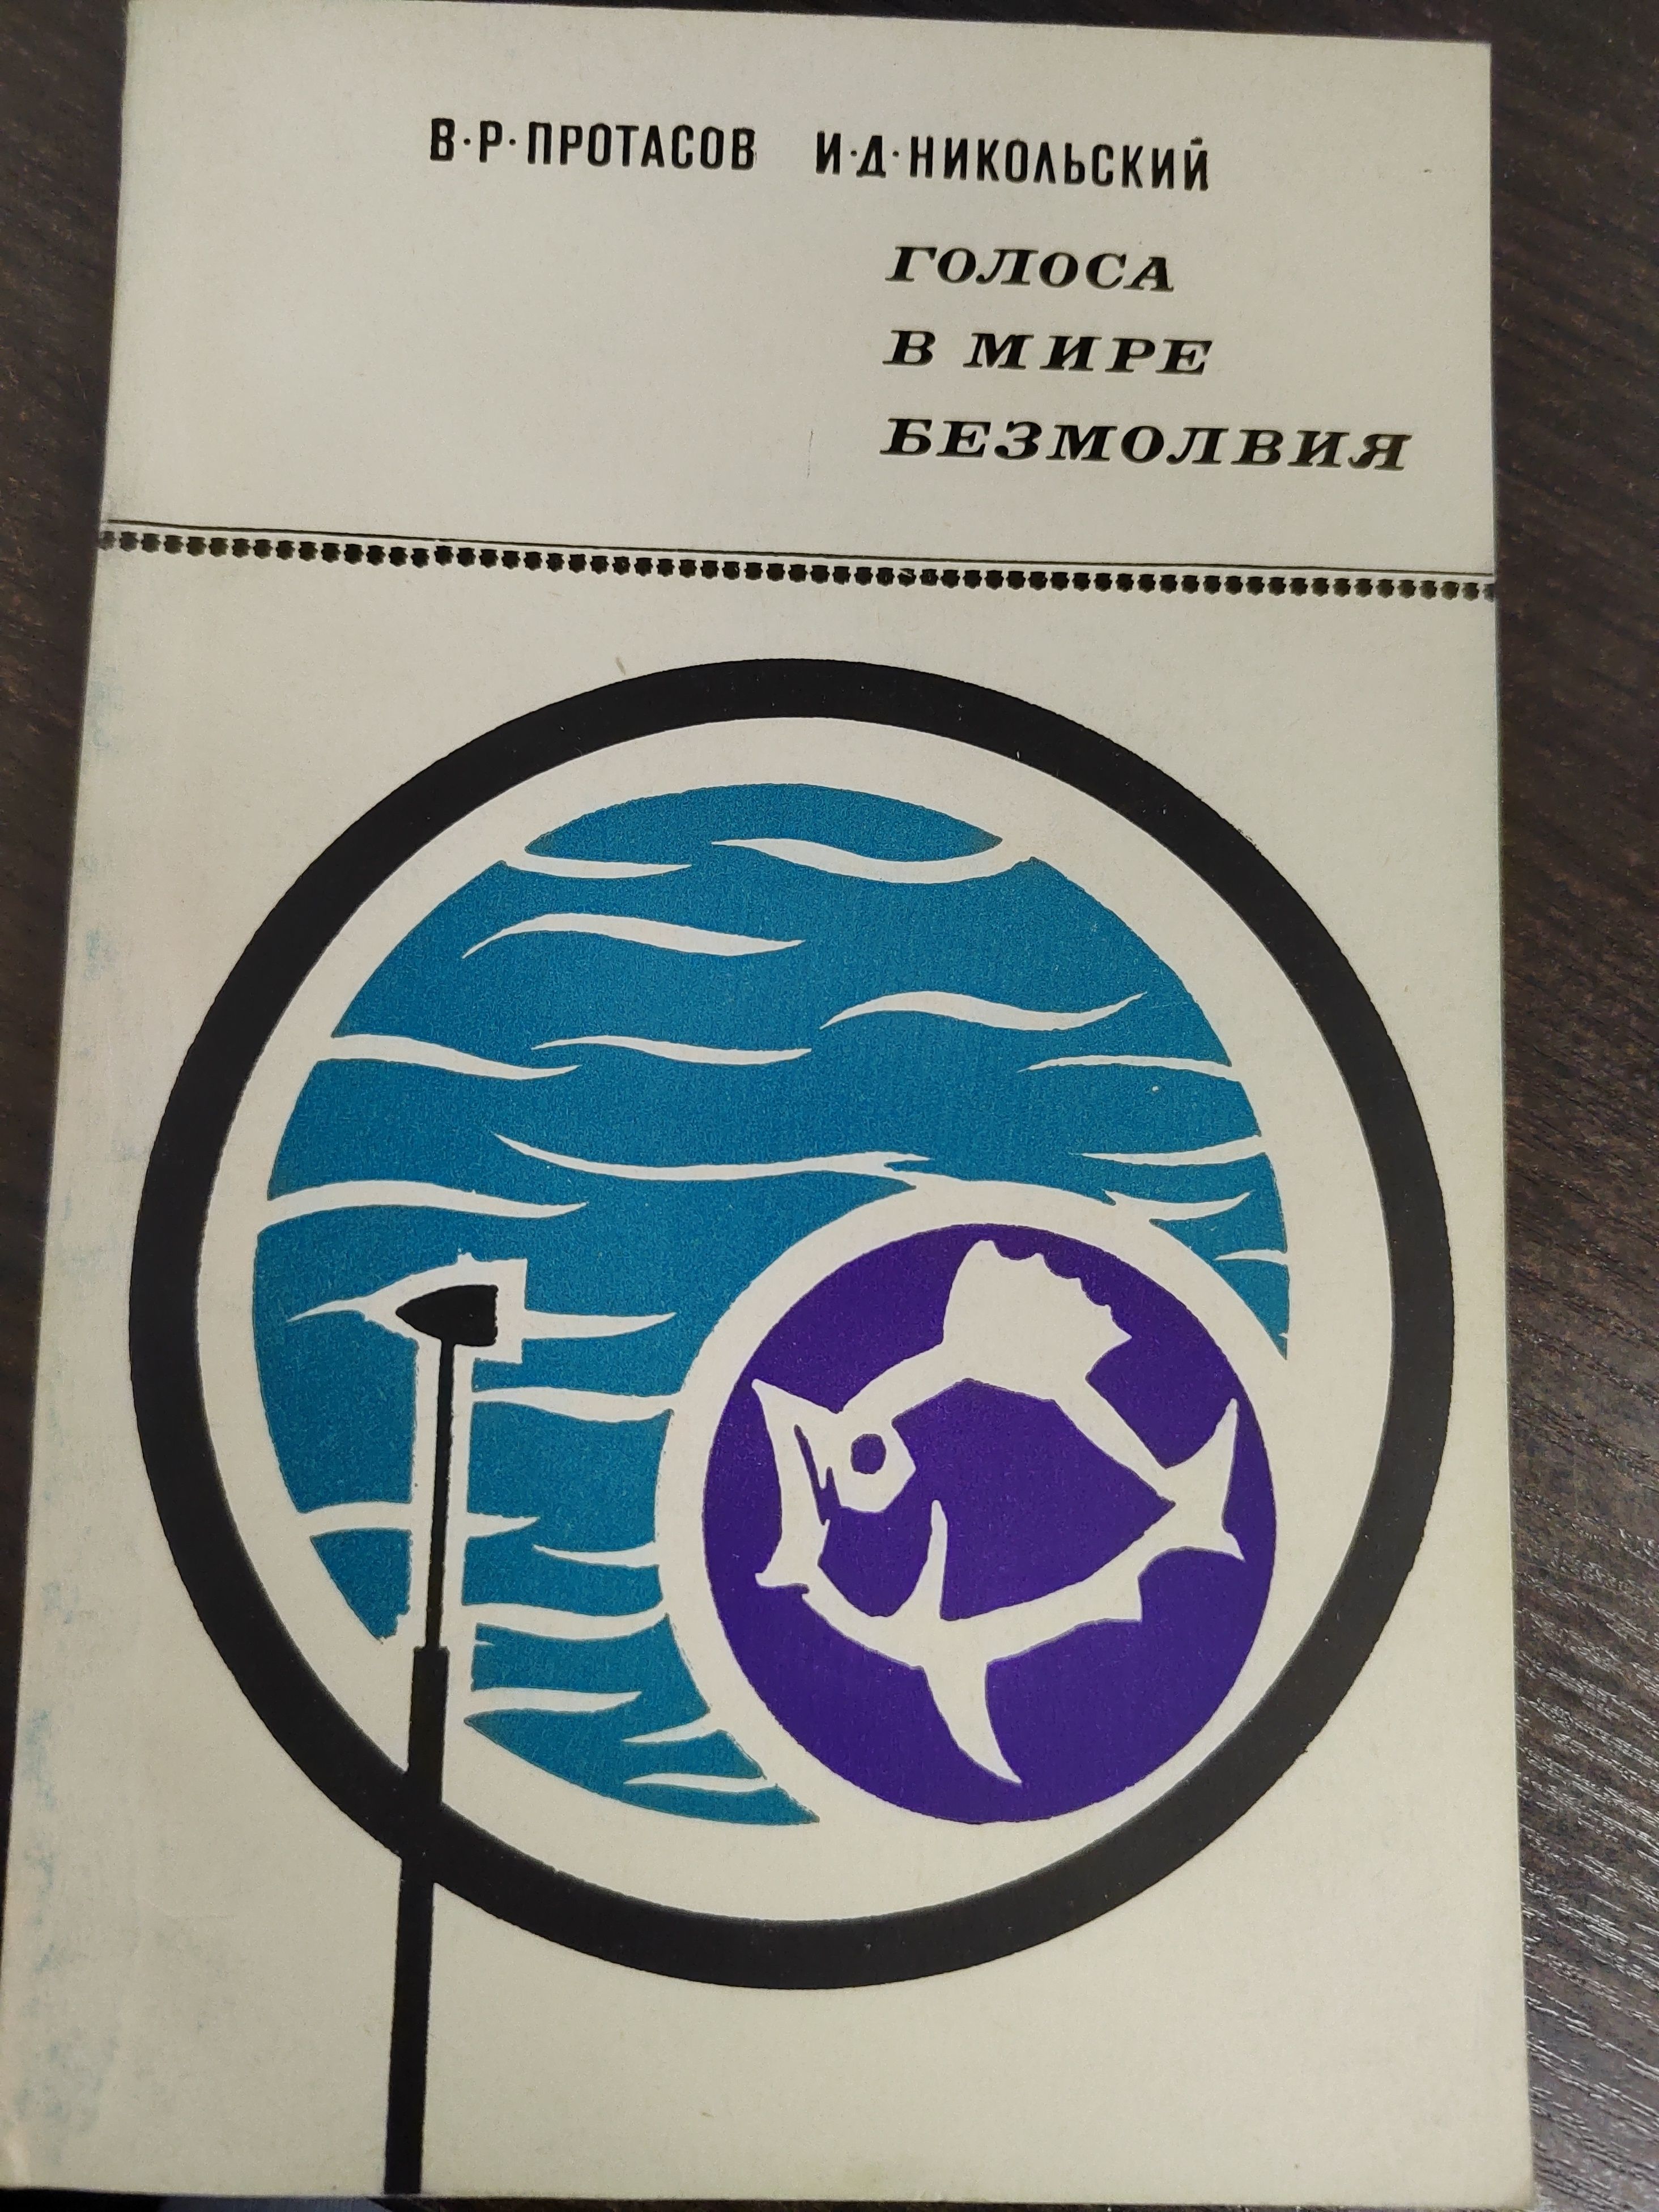 В·Р·ПРОТАСОВ И·Д·НИКОЛЬСКИЙ
ГОЛОСА
В МИРЕ
БЕЗМОЛВИЯ